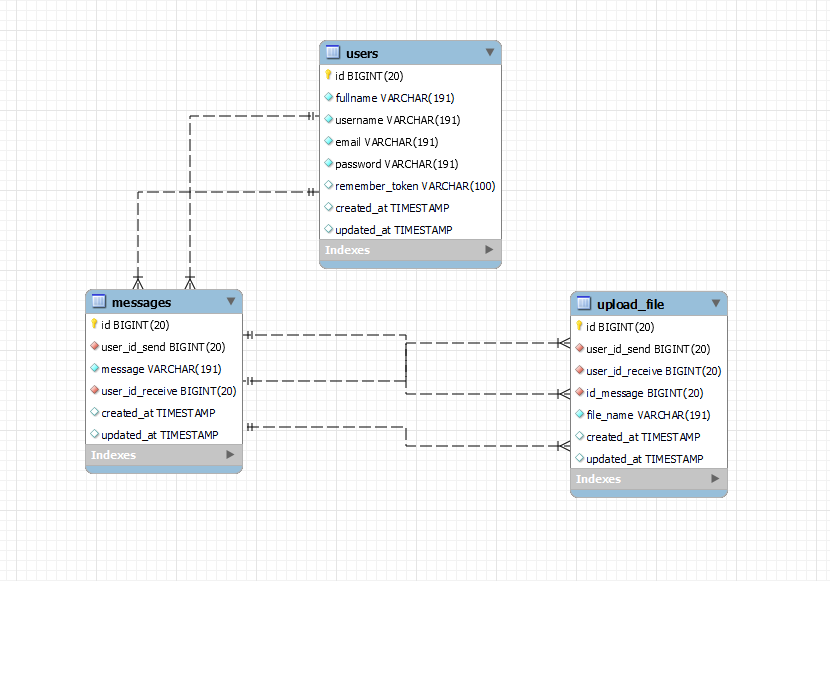 users
id BIGINT(20)
fullname VARCHAR(191)
username VARCHAR(191)
email VARCHAR(191)
password VARCHAR(191)
remember_token VARCHAR(100)
created_at TIMESTAMP
updated_at TIMESTAMP
Indexes
messages
id BIGINT(20)
user_id_send BIGINT(20)
message VARCHAR(191)
user_id_receive BIGINT(20)
created_at TIMESTAMP
updated_at TIMESTAMP
Indexes
upload_file
id BIGINT(20)
user_id_send BIGINT(20)
user_id_receive BIGINT(20)
id_message BIGINT(20)
file_name VARCHAR(191)
created_at TIMESTAMP
updated_at TIMESTAMP
Indexes